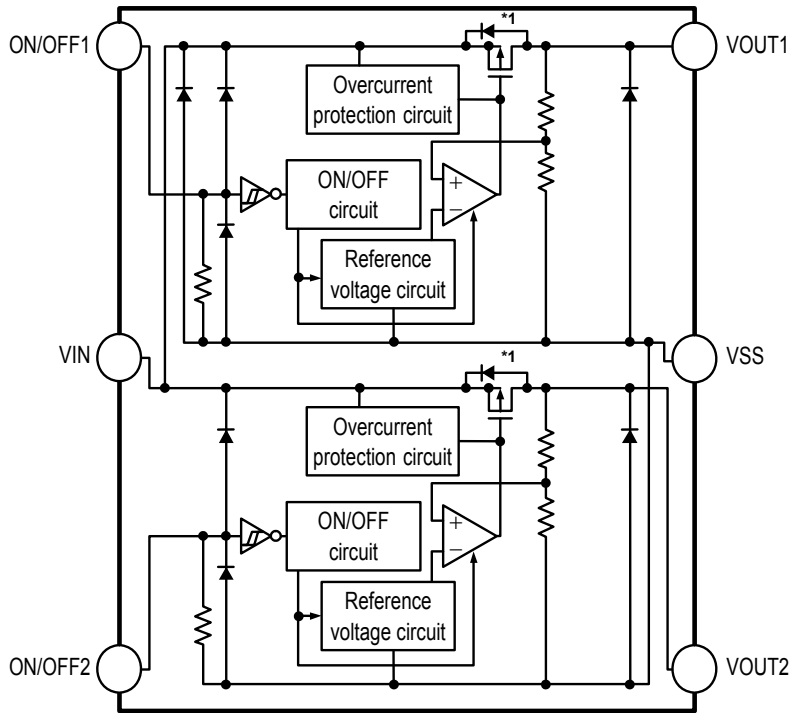 *1
ON/OFF1
VOUT1
Overcurrent
protection circuit
+
−
ON/OFF
circuit
Reference
voltage circuit
VIN
VSS
*1
Overcurrent
protection circuit
+
−
ON/OFF
circuit
Reference
voltage circuit
ON/OFF2
VOUT2